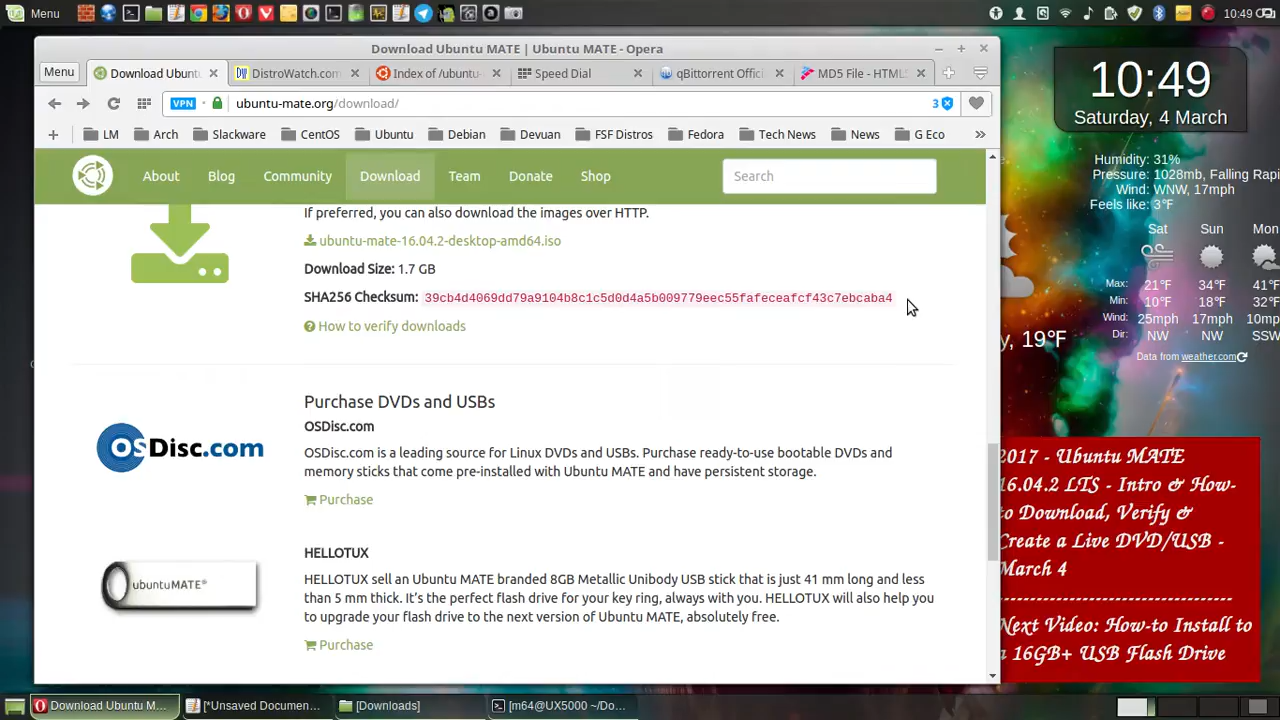 Menu
10:49
Download Ubuntu MATE | Ubuntu MATE - Opera
Menu
Download Ubunt
DistroWatch.com
Index of /ubuntu-
Speed Dial
qBittorrent Offici
MD5 File - HTML5
VPN
ubuntu-mate.org/download/
3
LM
Arch
Slackware
CentOS
Ubuntu
Debian
Devuan
FSF Distros
Fedora
Tech News
News
G Eco
»
About
Blog
Community
Download
Team
Donate
Shop
Search
If preferred, you can also download the images over HTTP.
ubuntu-mate-16.04.2-desktop-amd64.iso
Download Size: 1.7 GB
SHA256 Checksum: 39cb4d4069dd79a9104b8c1c5d0d4a5b009779eec55fafeceafcf43c7ebcaba4
How to verify downloads
Purchase DVDs and USBs
OSDisc.com
OSDisc.com
OSDisc.com is a leading source for Linux DVDs and USBs. Purchase ready-to-use bootable DVDs and
memory sticks that come pre-installed with Ubuntu MATE and have persistent storage.
Purchase
HELLOTUX
ubuntuMATE®
HELLOTUX sell an Ubuntu MATE branded 8GB Metallic Unibody USB stick that is just 41 mm long and less
than 5 mm thick. It's the perfect flash drive for your key ring, always with you. HELLOTUX will also help you
to upgrade your flash drive to the next version of Ubuntu MATE, absolutely free.
Purchase
10:49
Saturday, 4 March
Humidity: 31%
Pressure: 1028mb, Falling Rapi
Wind: WNW, 17mph
Feels like: 3°F
y, 19°F
Sat Sun Mon
Max: 21°F 34°F 41°F
Min: 10°F 18°F 32°F
Wind: 25mph 17mph 10mp
Dir: NW NW SSW
Data from weather.com
2017 - Ubuntu MATE
16.04.2 LTS - Intro & How-
to Download, Verify &
Create a Live DVD/USB -
March 4
--------------------------------
Next Video: How-to Install to
a 16GB+ USB Flash Drive
Download Ubuntu M...
[*Unsaved Documen...
[Downloads]
[m64@UX5000 ~/Do...